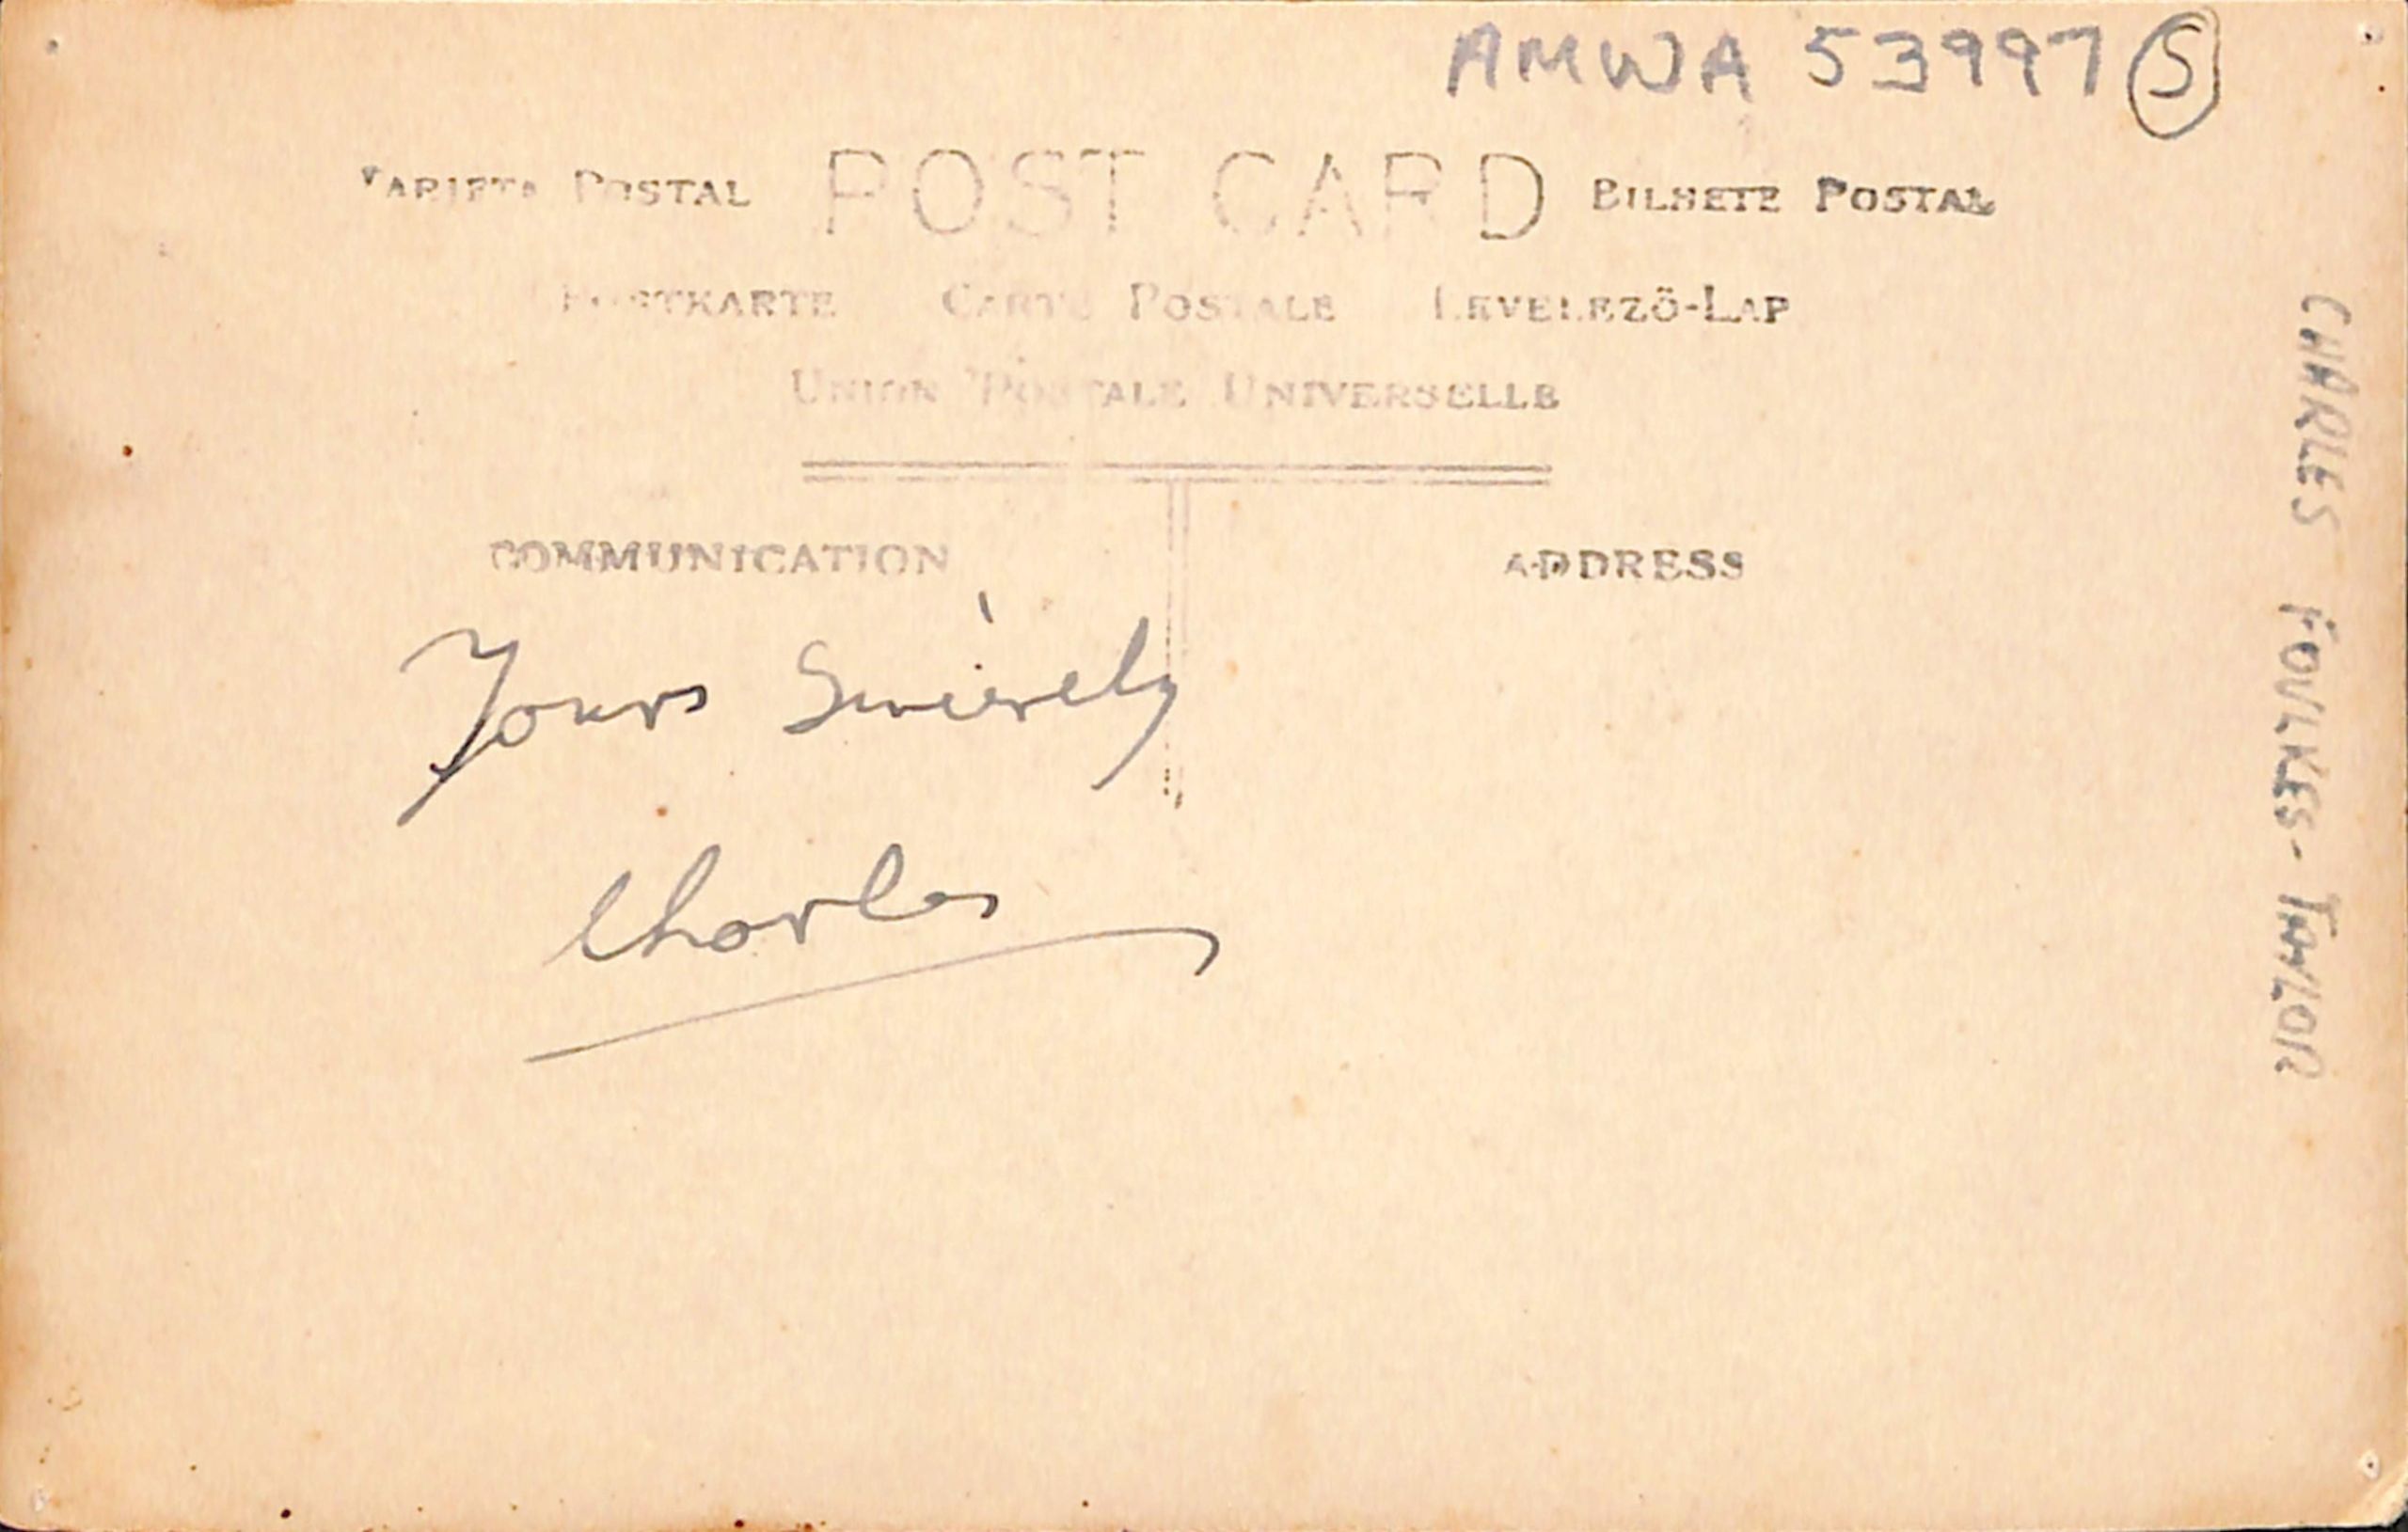 AMWA 53997 S
TARJETA POSTAL POST CARD BILHETE POSTAL
POSTKARTE CARTE POSTALE LEVELEZŐ-LAP
UNION POSTALE UNIVERSELLE
COMMUNICATION ADDRESS
Yours Sincerely
Charles
CHARLES FOULKES-TAYLOR